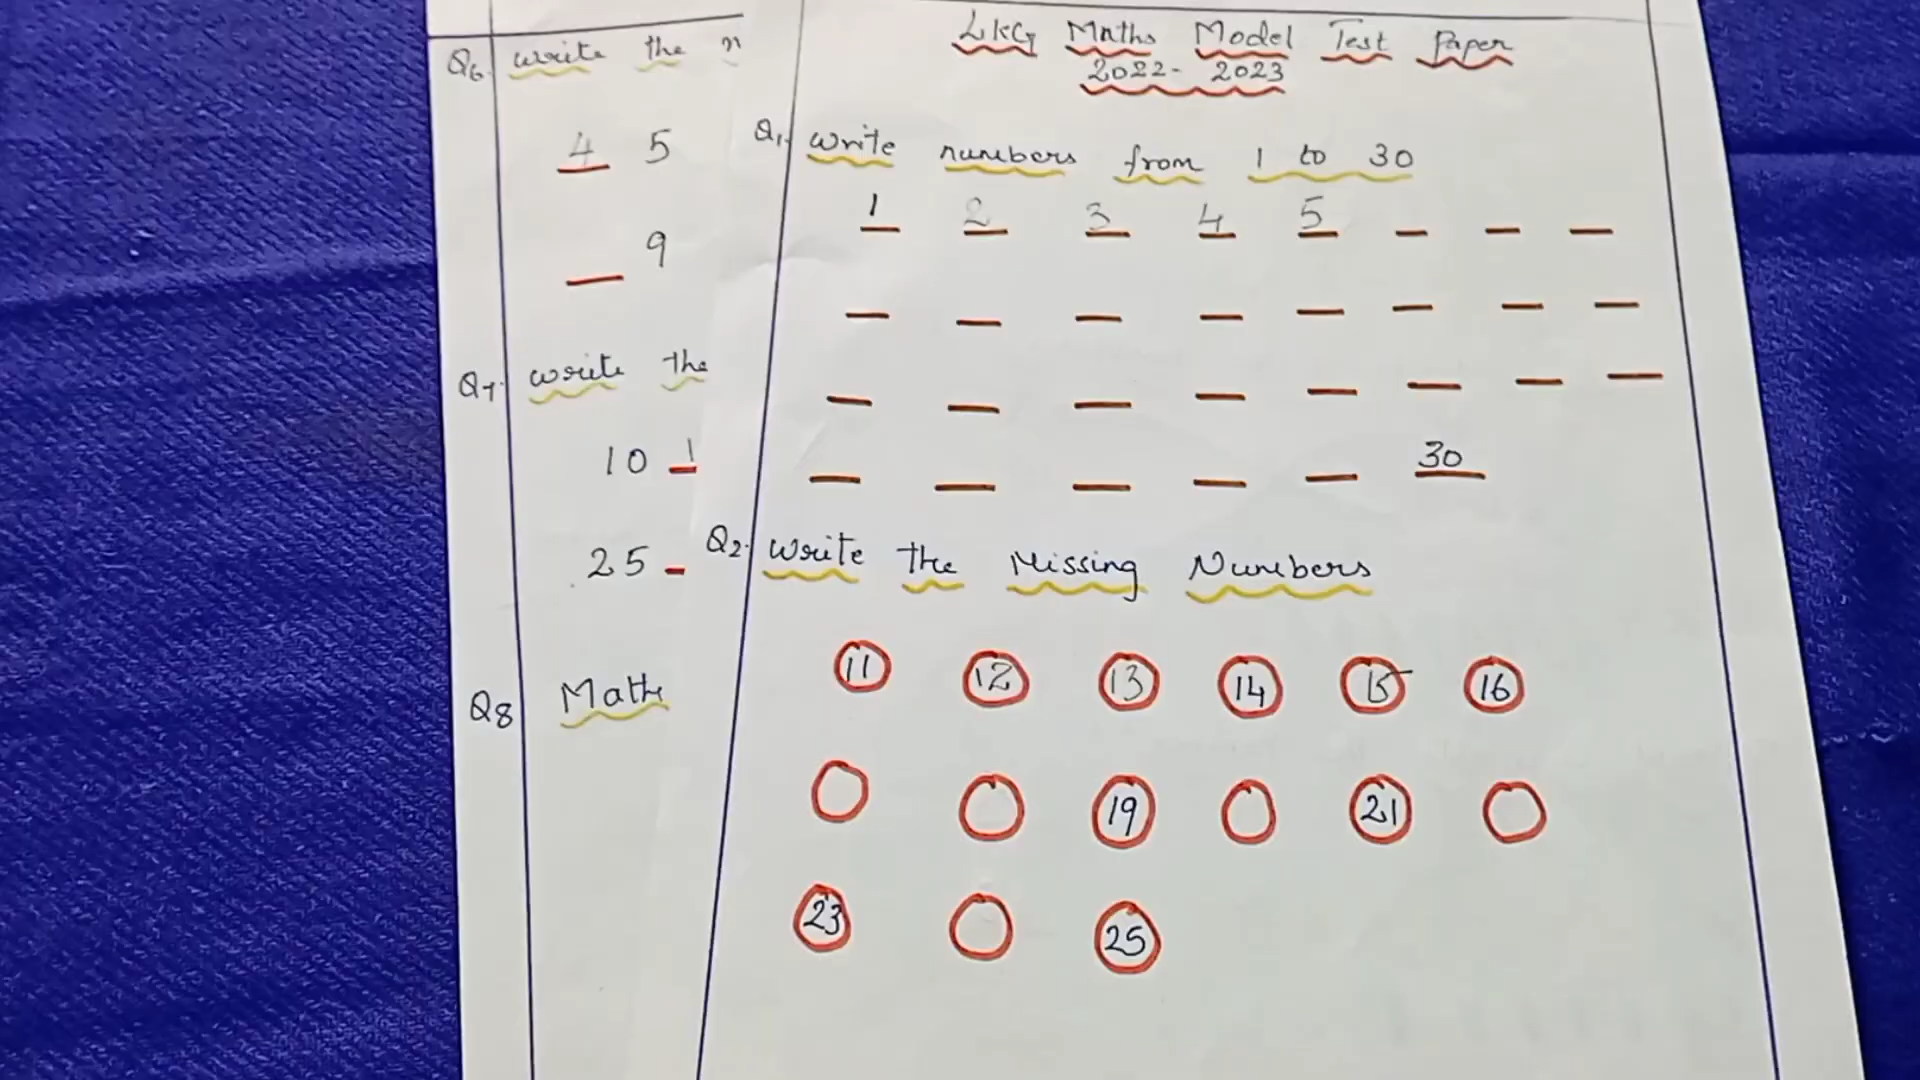 LKG Maths Model Test Paper
2022- 2023
Q1. Write numbers from 1 to 30
1 2 3 4 5
30
Q2. Write the Missing Numbers
11 12 13 14 15 16
19 21
23 25
Q6. write the
4 5
9
Q7. write the
10 1
25
Q8